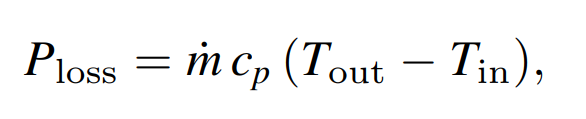 P_loss = ṁ c_p (T_out − T_in),